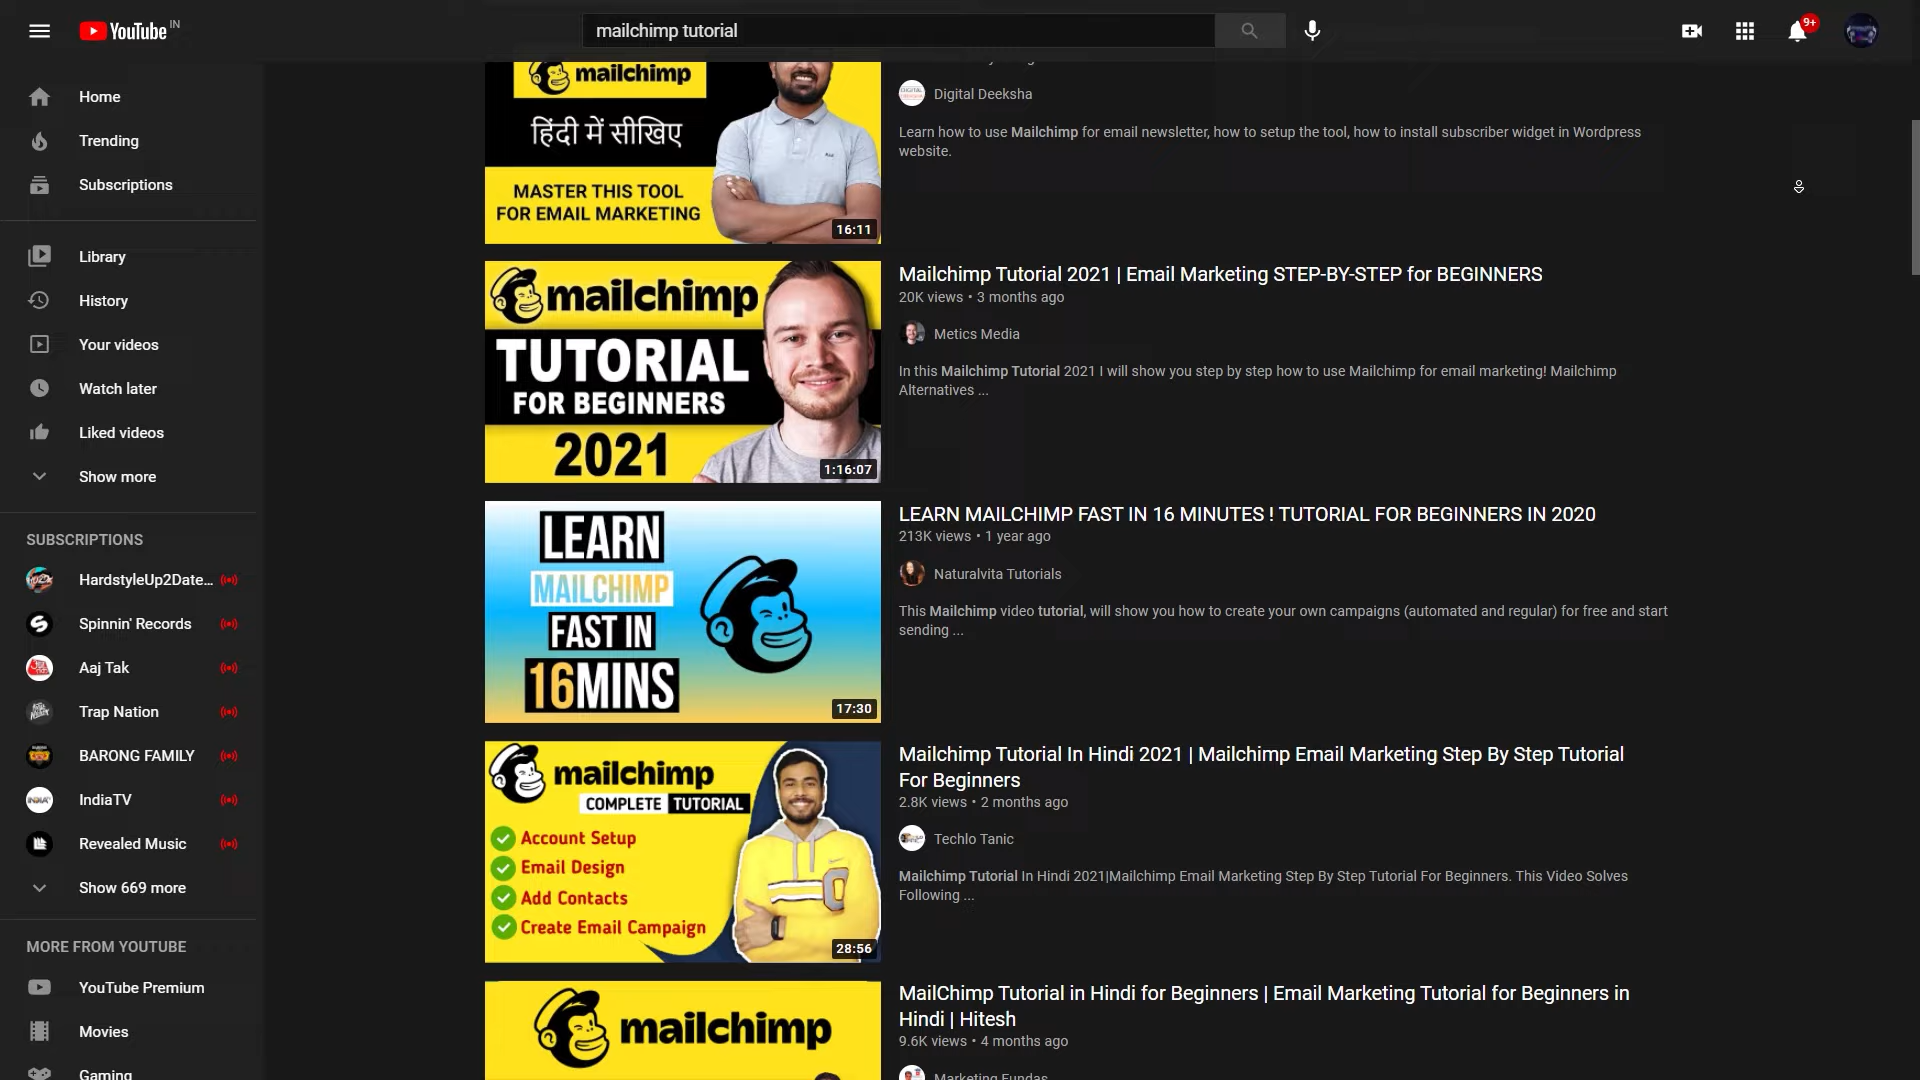 YouTube IN
mailchimp tutorial
9+
Home
Trending
Subscriptions
Library
History
Your videos
Watch later
Liked videos
Show more
SUBSCRIPTIONS
HardstyleUp2Date...
Spinnin' Records
Aaj Tak
Trap Nation
BARONG FAMILY
IndiaTV
Revealed Music
Show 669 more
MORE FROM YOUTUBE
YouTube Premium
Movies
Gaming
mailchimp
हिंदी में सीखिए
MASTER THIS TOOL
FOR EMAIL MARKETING
16:11
Digital Deeksha
Learn how to use Mailchimp for email newsletter, how to setup the tool, how to install subscriber widget in Wordpress
website.
mailchimp
TUTORIAL
FOR BEGINNERS
2021
1:16:07
Mailchimp Tutorial 2021 | Email Marketing STEP-BY-STEP for BEGINNERS
20K views • 3 months ago
Metics Media
In this Mailchimp Tutorial 2021 I will show you step by step how to use Mailchimp for email marketing! Mailchimp
Alternatives ...
LEARN
MAILCHIMP
FAST IN
16MINS
17:30
LEARN MAILCHIMP FAST IN 16 MINUTES ! TUTORIAL FOR BEGINNERS IN 2020
213K views • 1 year ago
Naturalvita Tutorials
This Mailchimp video tutorial, will show you how to create your own campaigns (automated and regular) for free and start
sending ...
mailchimp
COMPLETE TUTORIAL
Account Setup
Email Design
Add Contacts
Create Email Campaign
28:56
Mailchimp Tutorial In Hindi 2021 | Mailchimp Email Marketing Step By Step Tutorial
For Beginners
2.8K views • 2 months ago
Techlo Tanic
Mailchimp Tutorial In Hindi 2021|Mailchimp Email Marketing Step By Step Tutorial For Beginners. This Video Solves
Following ...
mailchimp
MailChimp Tutorial in Hindi for Beginners | Email Marketing Tutorial for Beginners in
Hindi | Hitesh
9.6K views • 4 months ago
Marketing Fundas